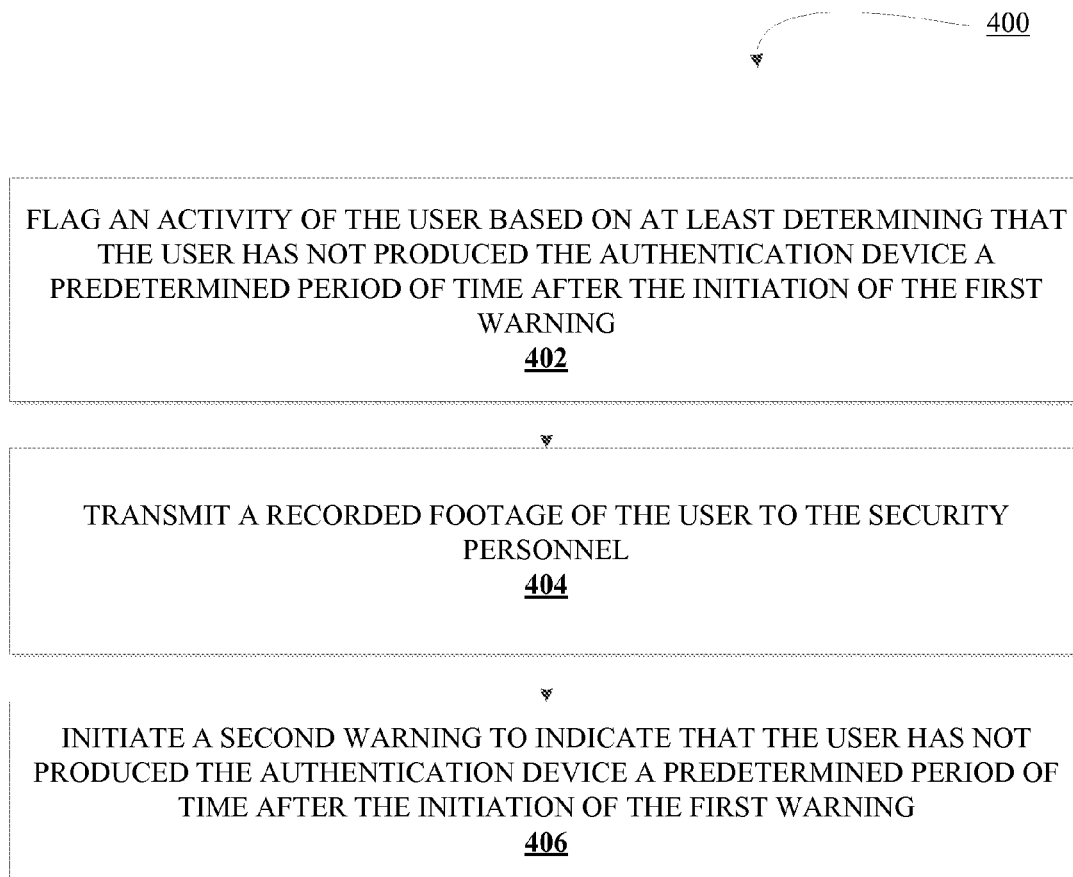 400
FLAG AN ACTIVITY OF THE USER BASED ON AT LEAST DETERMINING THAT
THE USER HAS NOT PRODUCED THE AUTHENTICATION DEVICE A
PREDETERMINED PERIOD OF TIME AFTER THE INITIATION OF THE FIRST
WARNING
402
TRANSMIT A RECORDED FOOTAGE OF THE USER TO THE SECURITY
PERSONNEL
404
INITIATE A SECOND WARNING TO INDICATE THAT THE USER HAS NOT
PRODUCED THE AUTHENTICATION DEVICE A PREDETERMINED PERIOD OF
TIME AFTER THE INITIATION OF THE FIRST WARNING
406